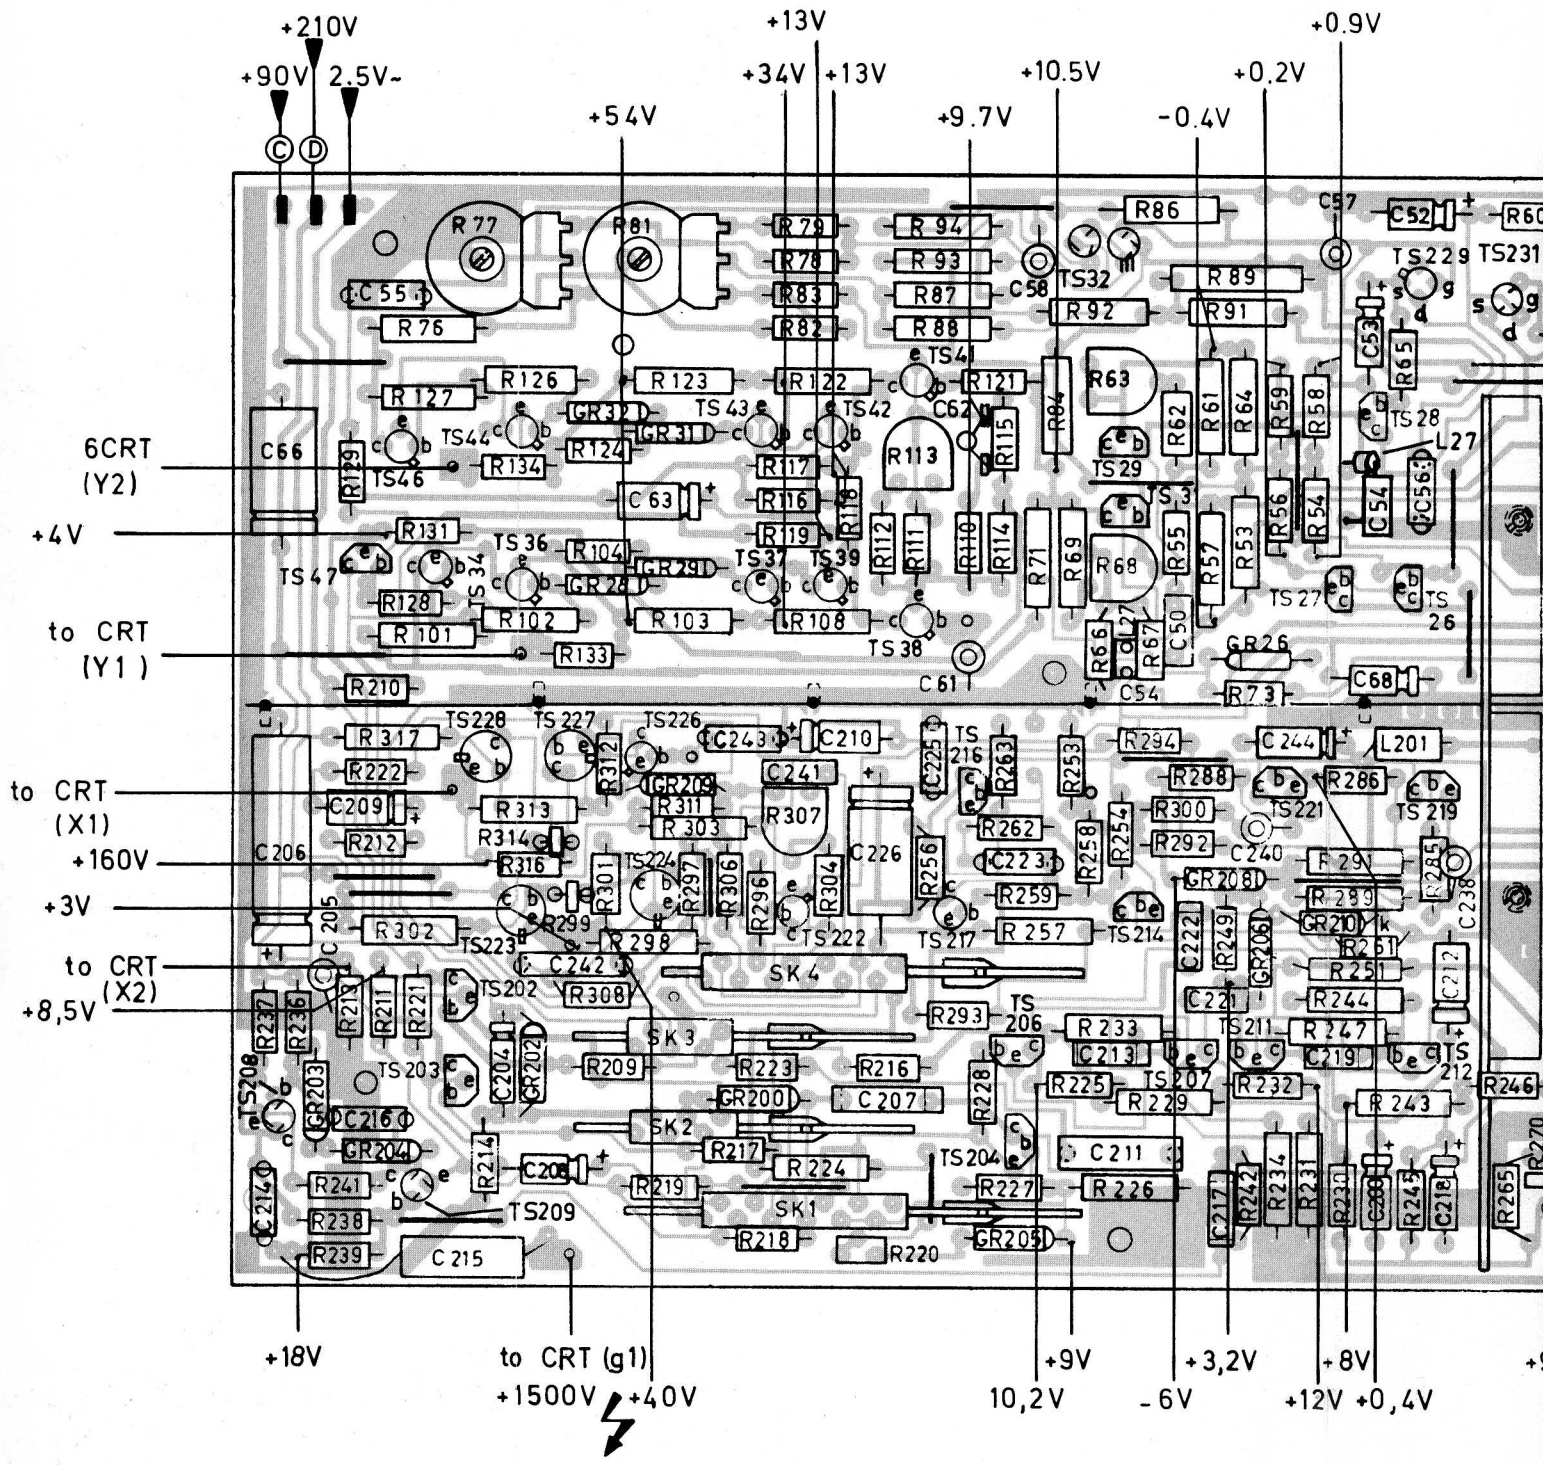 +210V +13V +0.9V
+90V 2.5V~ +34V +13V +10.5V +0.2V
+54V +9.7V -0.4V
C D
R77 R81 R79 R94 R86 C57 C52 + R60
R78 R93 C58 TS32 m R89 TS229 TS231
C55 R83 R87 R92 R91 + s g d s g d
R76 R82 R88 C53 R65
e TS41 c b
R126 R123 R122 R121 R84 R63 R62 R61 R64 R59 R58
R127 GR32 TS43 e TS42 e C62 R115 e b c TS28
e c b TS44 e c b GR31 c b c b R113 c e b L27
C66 R129 TS46 R134 R124 R117 TS29
6CRT
(Y2)
C63 + R116 R118 TS3 R56 R54 C54 C56
+4V
R131 TS36 R104 R119 R112 R111 R110 R114 R71 R69 e c b R55 R57 R53
TS47 e c b e c b TS34 e c b GR28 GR29 TS37 e c b TS39 e c b R68 TS27 b e c b e c TS
26
R128 R102 R103 R108 e c b TS38 R66 L27 R67 C50 GR26
to CRT
(Y1)
R101 R133 C61 C54 R73 C68
R210
R317 TS228 c e b TS227 b e c R312 TS226 c e b C243 + C210 C225 TS
216 R263 R253 R294 C244 + L201
R222 GR209 C241 + c e b R288 c e b TS221 R286 c b e TS219
to CRT
(X1)
C209 + R313 R311 R307 R262 R300
R314 R303 C226 R256 R258 R254 R292 C240
+160V
C206 R212 R316 R301 TS224 c b e R297 R306 R296 R304 C223 R291 R285 C238
R259 GR208
+3V
C205 R302 TS223 b c e R299 R298 e c TS222 TS217 e c b R257 c b e TS214 C222 R249 GR206 R289 GR210 k R261
to CRT
(X2)
+ C242 SK4 R251 C212 +
+8,5V
R237 R236 R213 R211 R221 c b e TS202 R308 R293 TS
206 C221 R244
SK3 R233 TS211 R247
TS208 b e c GR203 TS203 c e b C204 GR202 R209 R223 R216 b e c C213 b e c TS207 b e c C219 b e c TS
212
GR200 C207 R228 R225 R229 R232 R243 R246
C216 SK2
GR204 R214 R217 TS204 c b e C211 + + R270
C214 R241 c e b C208 + R219 R224 R227 R226 C217 R242 R234 R231 R230 C200 R245 C218 R265
R238 TS209 SK1
R239 C215 R218 R220 GR205
+18V to CRT (g1) +9V +3,2V +8V
+1500V +40V 10,2V -6V +12V +0,4V